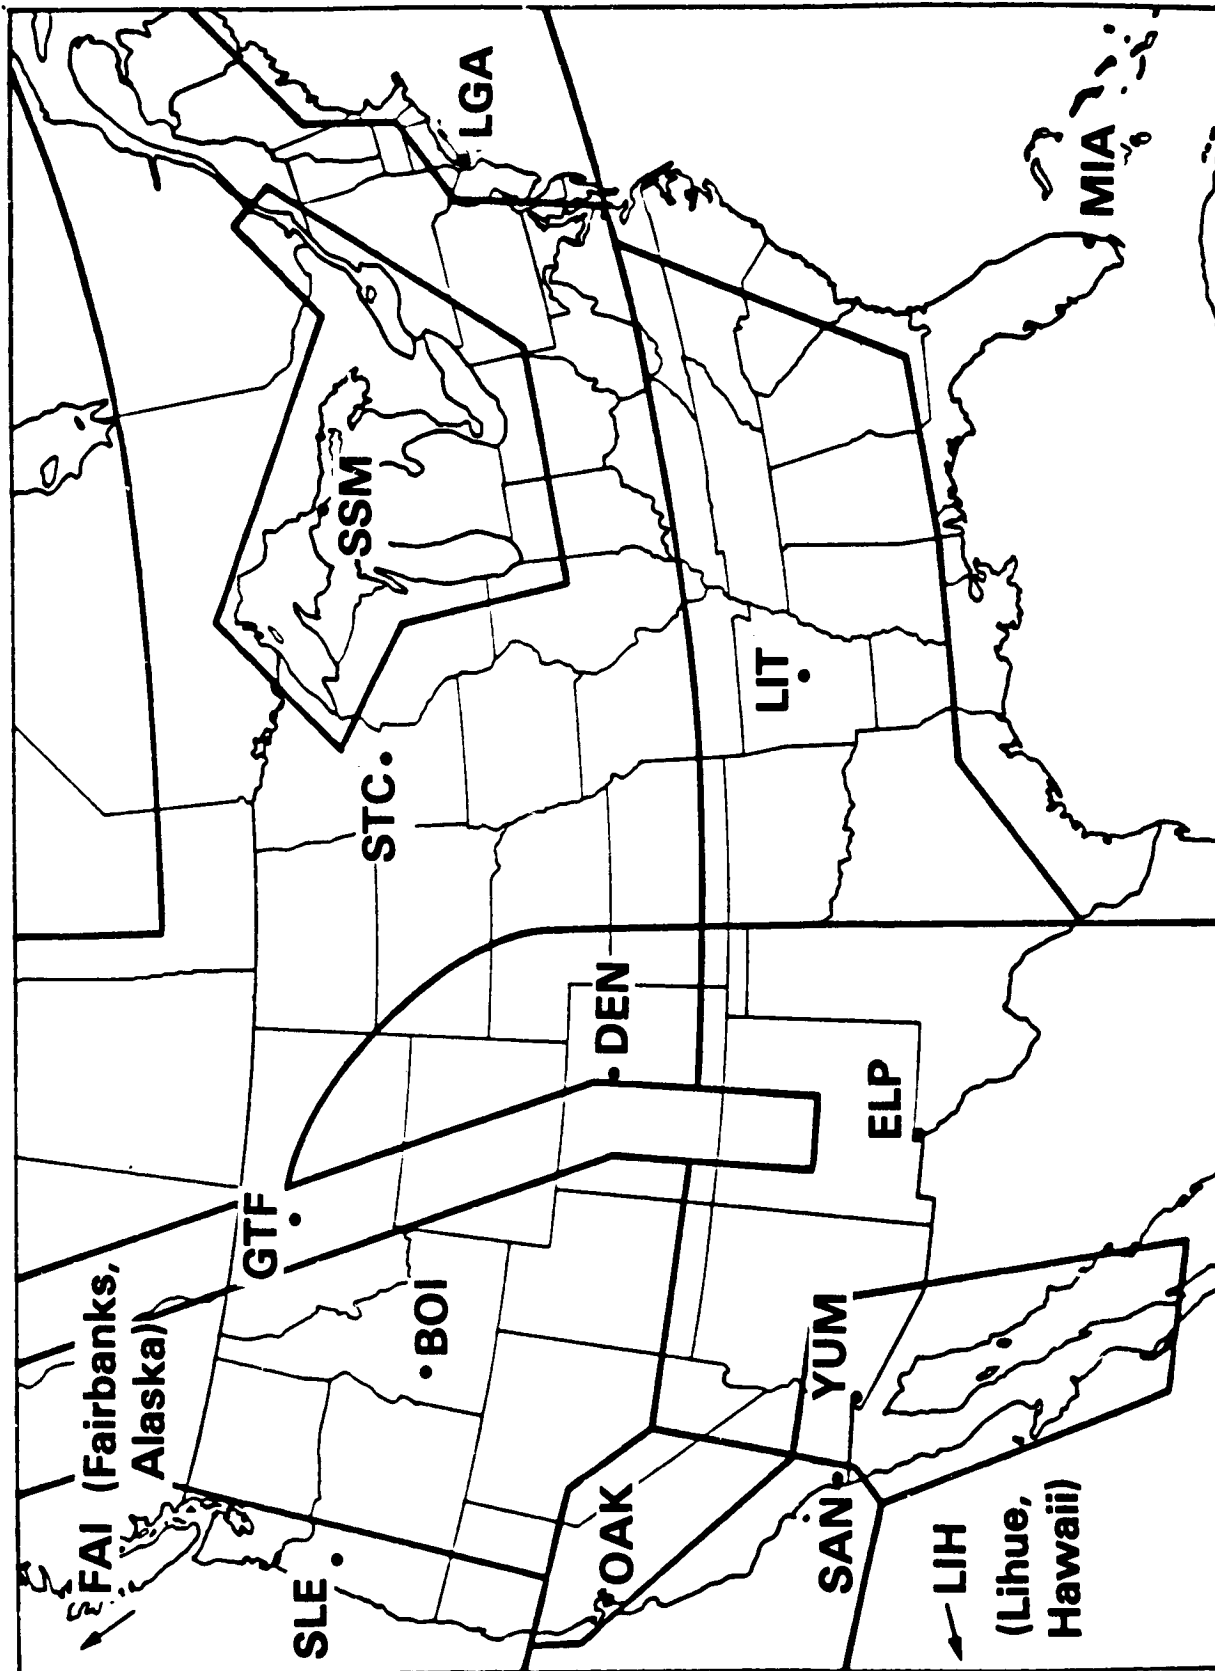 FAI (Fairbanks,
Alaska)
GTF
SLE
BOI
STC
SSM
LGA
OAK
DEN
SAN
YUM
ELP
LIT
MIA
LIH
(Lihue,
Hawaii)